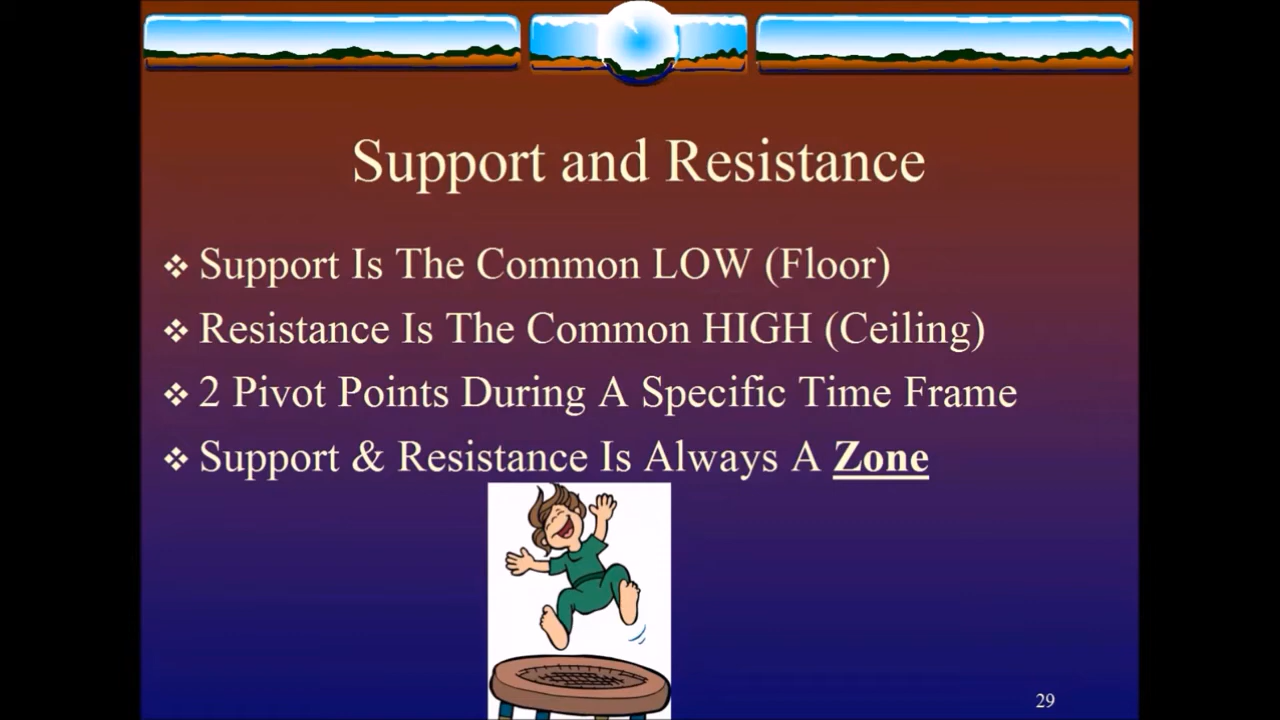 Support and Resistance
❖ Support Is The Common LOW (Floor)
❖ Resistance Is The Common HIGH (Ceiling)
❖ 2 Pivot Points During A Specific Time Frame
❖ Support & Resistance Is Always A Zone
29